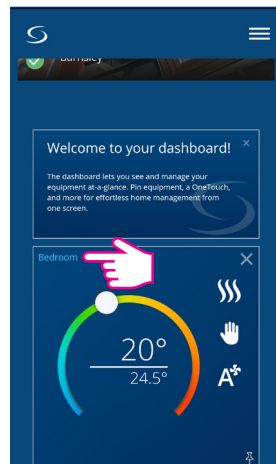 Burnsley
Welcome to your dashboard!
The dashboard lets you see and manage your
equipment at-a-glance. Pin equipment, a OneTouch,
and more for effortless home management from
one screen.
Bedroom
20°
24.5°
A